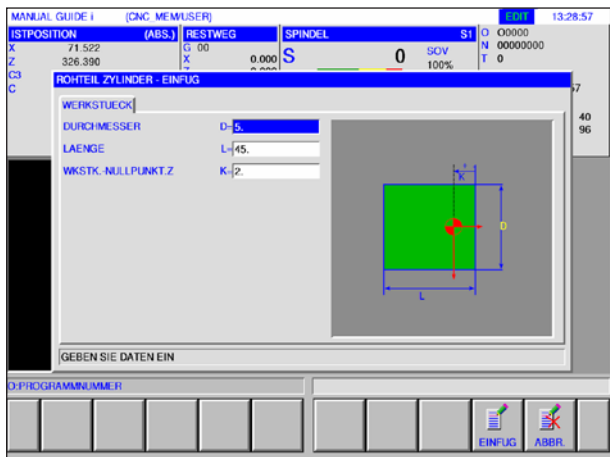 MANUAL GUIDE i (CNC_MEM/USER) EDIT 13:28:57
ISTPOSITION (ABS.) RESTWEG SPINDEL S1 O O0000
X 71.522 G 00 S 0 SOV 100% N 00000000
Z 326.390 X 0.000 T 0
C3
C
ROHTEIL ZYLINDER - EINFUG
WERKSTUECK
DURCHMESSER D=5.
LAENGE L=45.
WKSTK.-NULLPUNKT.Z K=2.
+
K
D
L
40
96
GEBEN SIE DATEN EIN
O:PROGRAMMNUMMER
EINFUG ABBR.